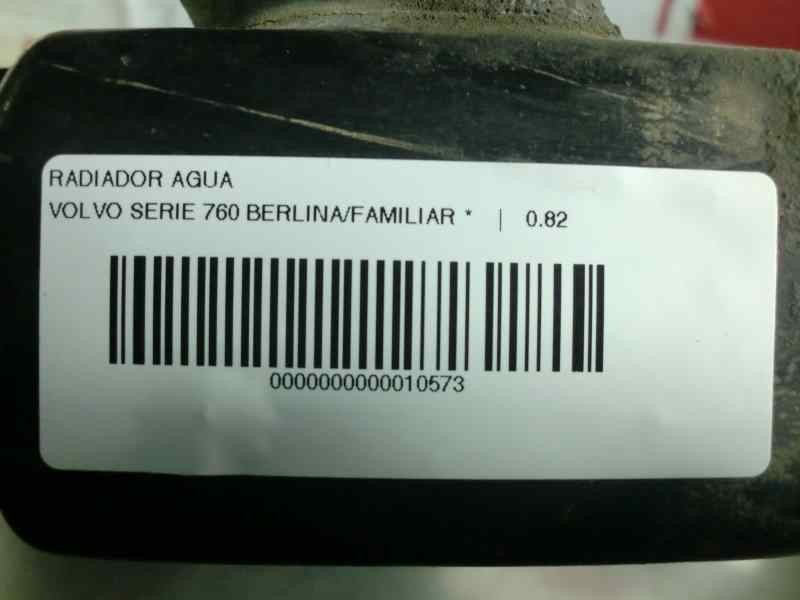 RADIADOR AGUA
VOLVO SERIE 760 BERLINA/FAMILIAR * | 0.82
0000000000010573